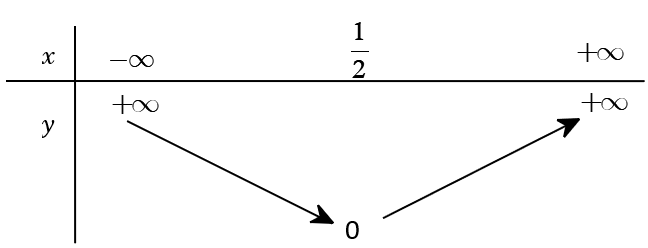 x −∞ 1/2 +∞
y +∞ 0 +∞